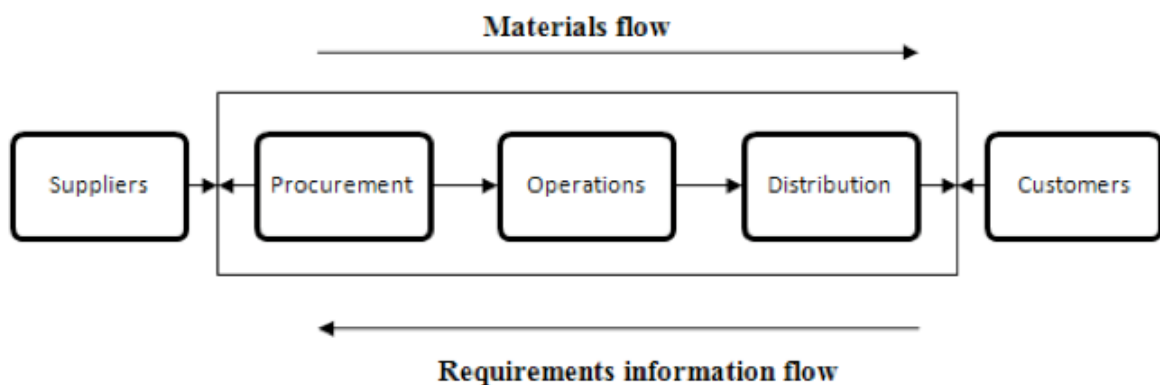 Materials flow
Suppliers
Procurement
Operations
Distribution
Customers
Requirements information flow